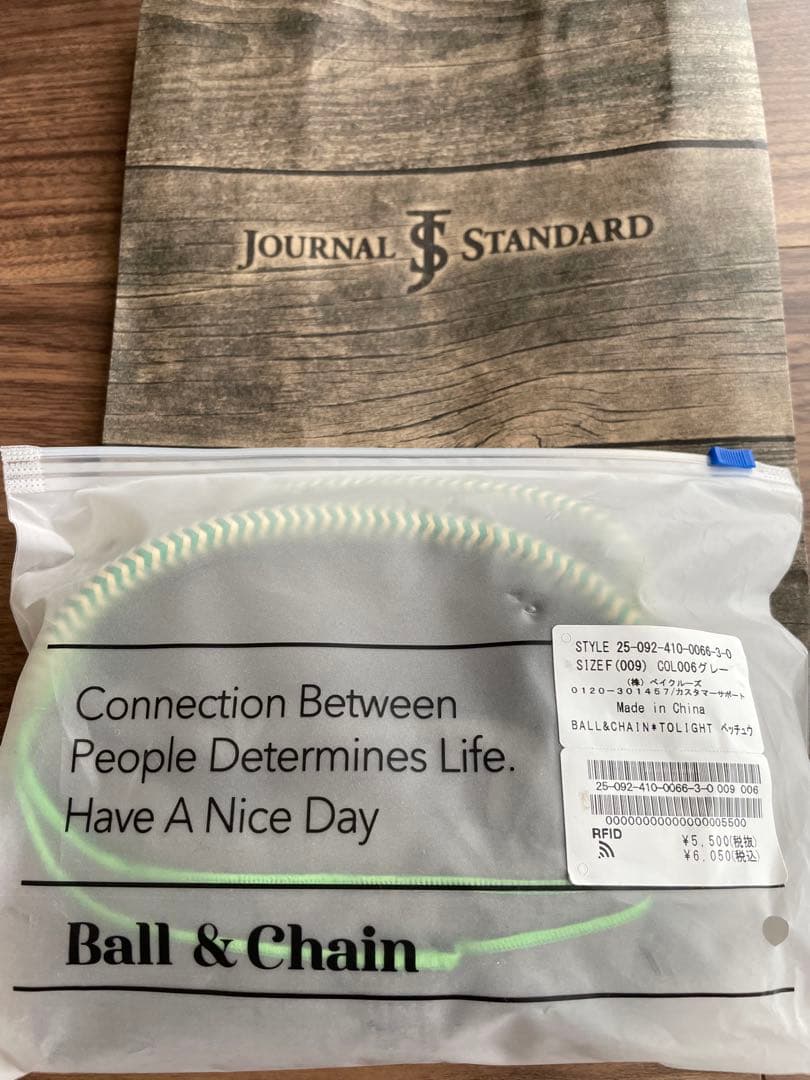 JOURNAL JS STANDARD
Connection Between
People Determines Life.
Have A Nice Day
Ball & Chain
STYLE 25-092-410-0066-3-0
SIZEF(009) COL006グレー
(株) ベイクルーズ
0120-301457/カスタマーサポート
Made in China
BALL&CHAIN*TOLIGHT ベッチュウ
25-092-410-0066-3-0 009 006
00000000000000005500
RFID
¥5,500(税抜)
¥6,050(税込)